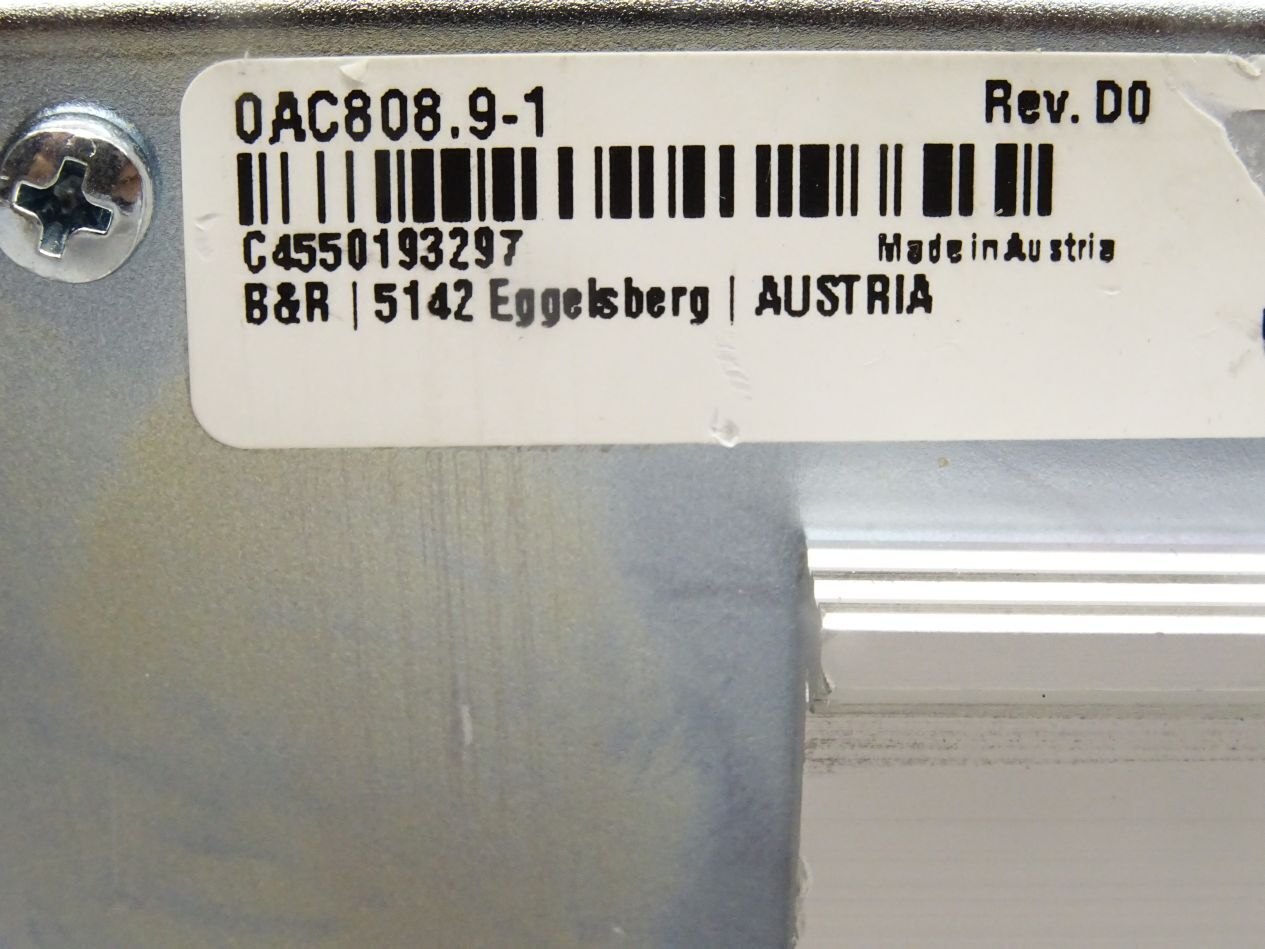 0AC808.9-1 Rev. D0
C4550193297 Made in Austria
B&R | 5142 Eggelsberg | AUSTRIA